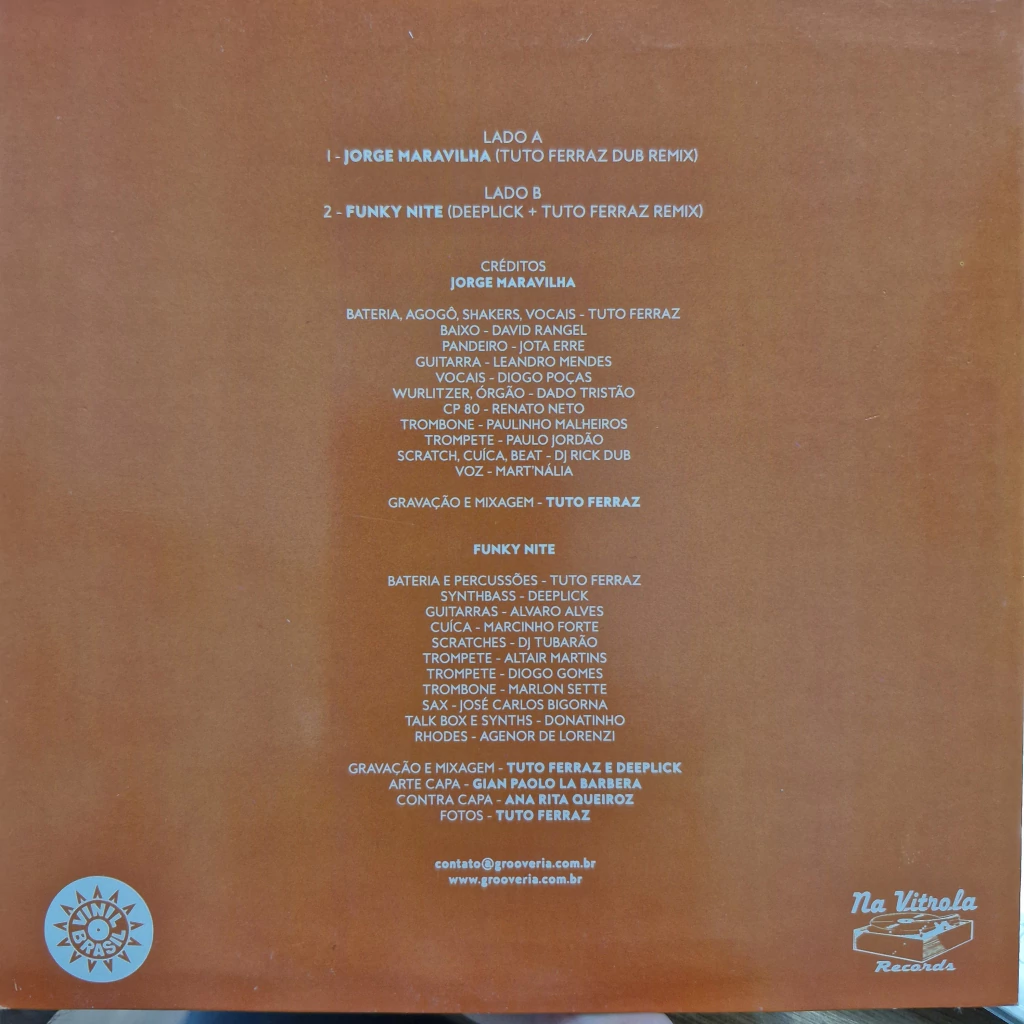 LADO A
1 - JORGE MARAVILHA (TUTO FERRAZ DUB REMIX)
LADO B
2 - FUNKY NITE (DEEPLICK + TUTO FERRAZ REMIX)
CRÉDITOS
JORGE MARAVILHA
BATERIA, AGOGÔ, SHAKERS, VOCAIS - TUTO FERRAZ
BAIXO - DAVID RANGEL
PANDEIRO - JOTA ERRE
GUITARRA - LEANDRO MENDES
VOCAIS - DIOGO POÇAS
WURLITZER, ÓRGÃO - DADO TRISTÃO
CP 80 - RENATO NETO
TROMBONE - PAULINHO MALHEIROS
TROMPETE - PAULO JORDÃO
SCRATCH, CUÍCA, BEAT - DJ RICK DUB
VOZ - MART'NÁLIA
GRAVAÇÃO E MIXAGEM - TUTO FERRAZ
FUNKY NITE
BATERIA E PERCUSSÕES - TUTO FERRAZ
SYNTHBASS - DEEPLICK
GUITARRAS - ALVARO ALVES
CUÍCA - MARCINHO FORTE
SCRATCHES - DJ TUBARÃO
TROMPETE - ALTAIR MARTINS
TROMPETE - DIOGO GOMES
TROMBONE - MARLON SETTE
SAX - JOSÉ CARLOS BIGORNA
TALK BOX E SYNTHS - DONATINHO
RHODES - AGENOR DE LORENZI
GRAVAÇÃO E MIXAGEM - TUTO FERRAZ E DEEPLICK
ARTE CAPA - GIAN PAOLO LA BARBERA
CONTRA CAPA - ANA RITA QUEIROZ
FOTOS - TUTO FERRAZ
contato@grooveria.com.br
www.grooveria.com.br
VINIL
BRASIL
Na Vitrola
Records